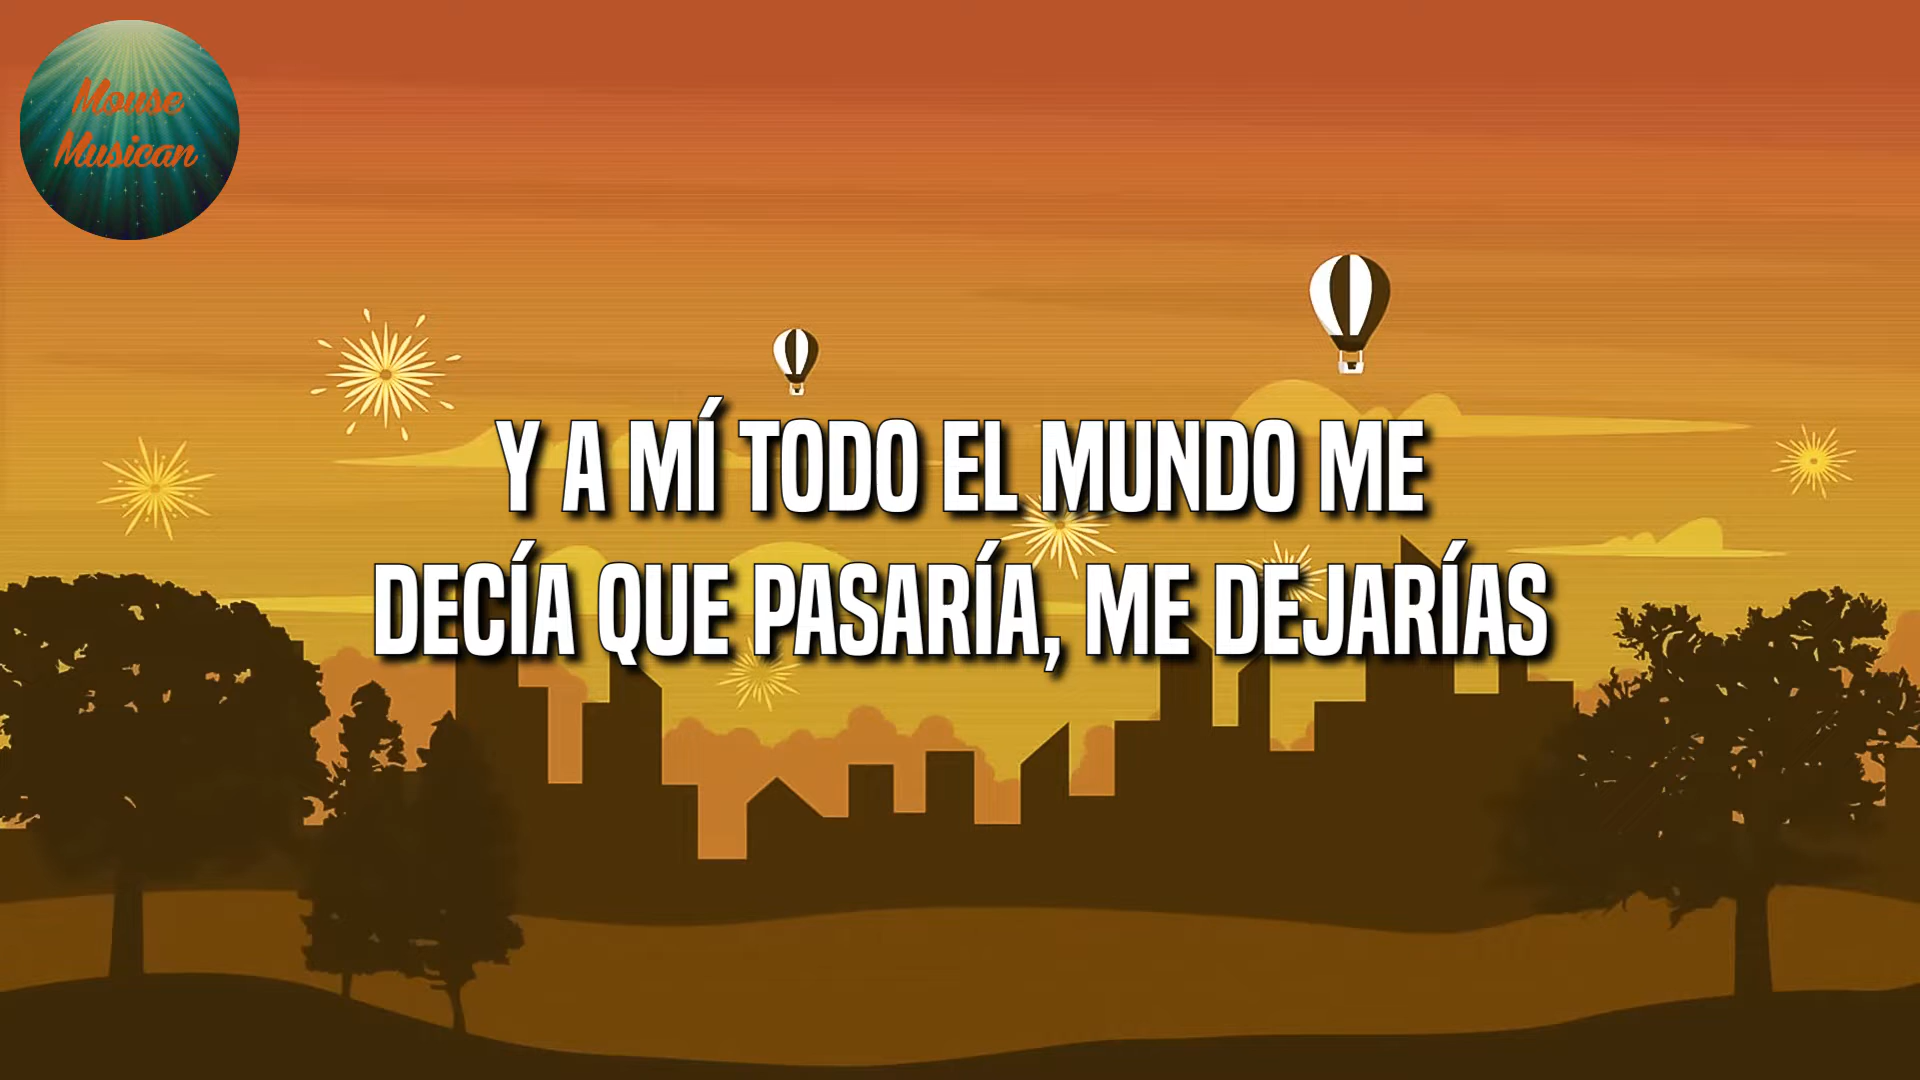 Mouse
Musican
Y A MÍ TODO EL MUNDO ME
DECÍA QUE PASARÍA, ME DEJARÍAS